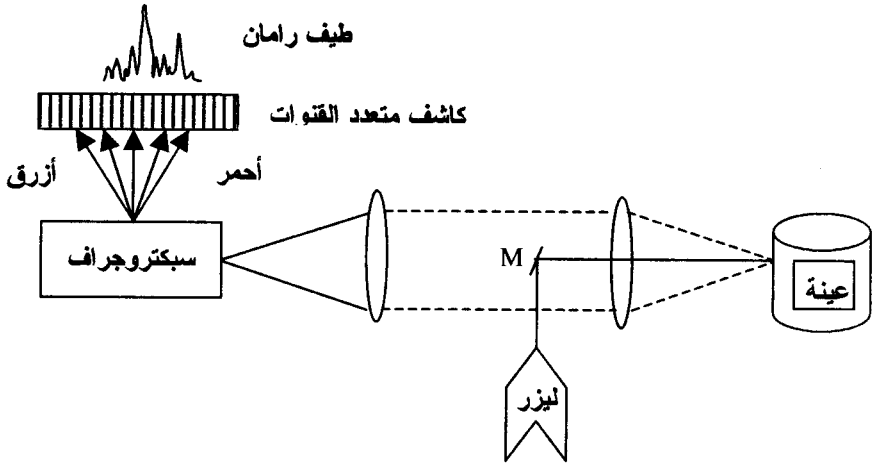 طيف رامان
كاشف متعدد القنوات
أحمر
أزرق
سبكتروجراف
M
عينة
ليزر